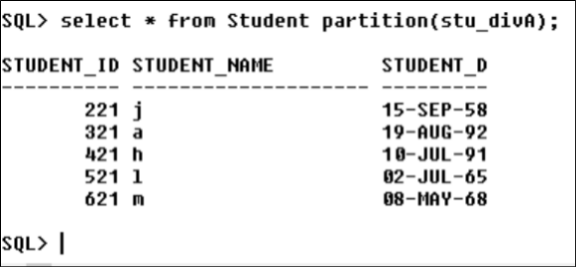 SQL> select * from Student partition(stu_divA);
STUDENT_ID STUDENT_NAME STUDENT_D
---------- -------------------- ---------
221 j 15-SEP-58
321 a 19-AUG-92
421 h 10-JUL-91
521 l 02-JUL-65
621 m 08-MAY-68
SQL>